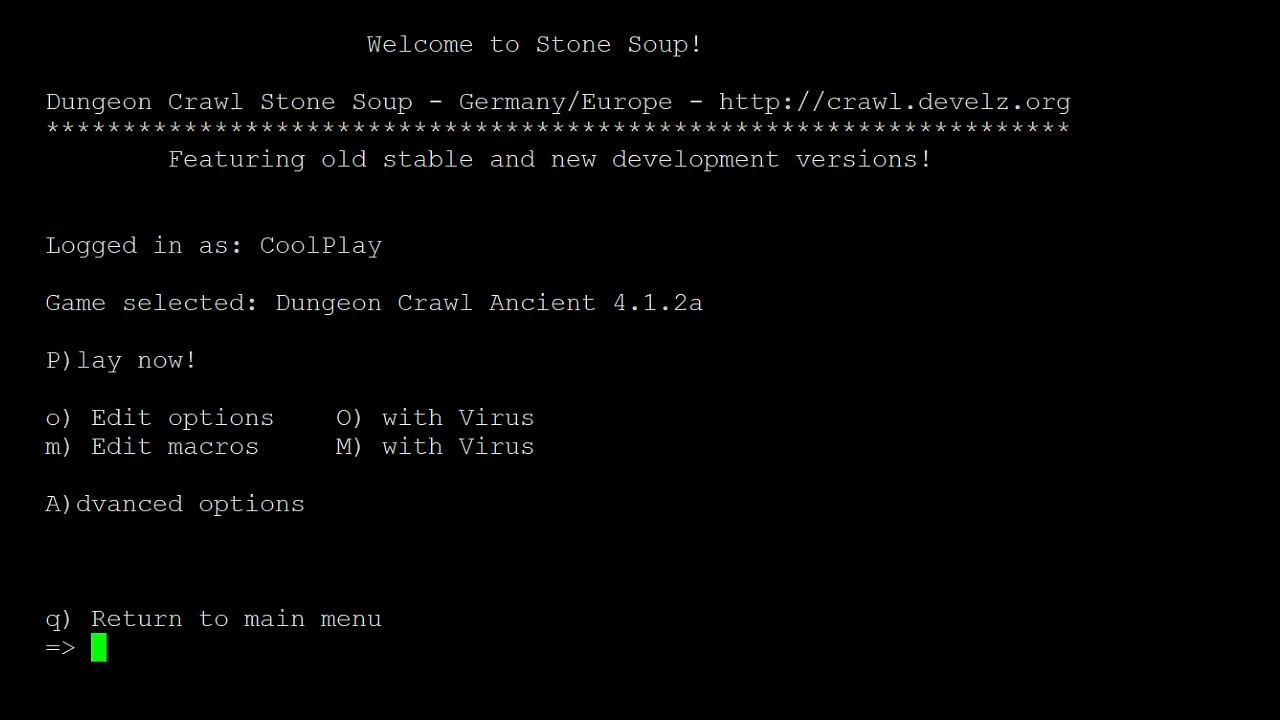 Welcome to Stone Soup!
Dungeon Crawl Stone Soup - Germany/Europe - http://crawl.develz.org
*******************************************************************
Featuring old stable and new development versions!
Logged in as: CoolPlay
Game selected: Dungeon Crawl Ancient 4.1.2a
P)lay now!
o) Edit options    O) with Virus
m) Edit macros     M) with Virus
A)dvanced options
q) Return to main menu
=>